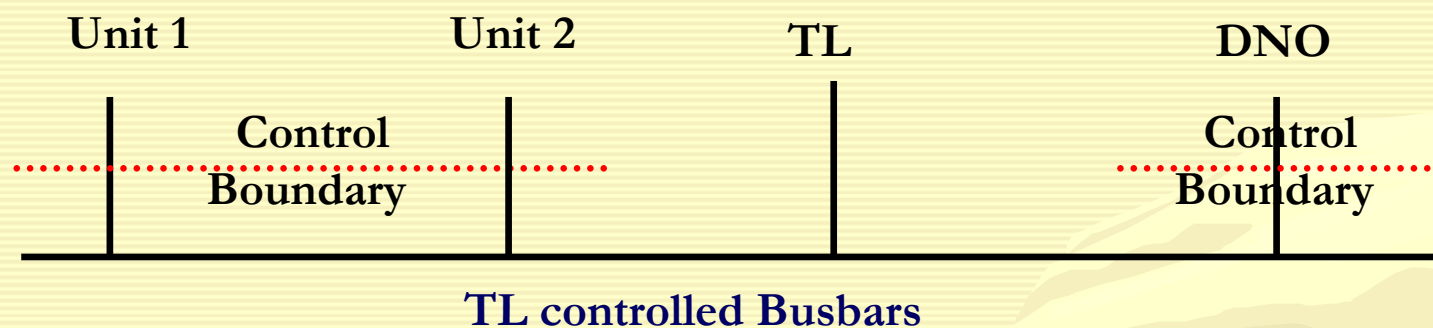 Unit 1 Unit 2 TL DNO
Control Control
Boundary Boundary
TL controlled Busbars